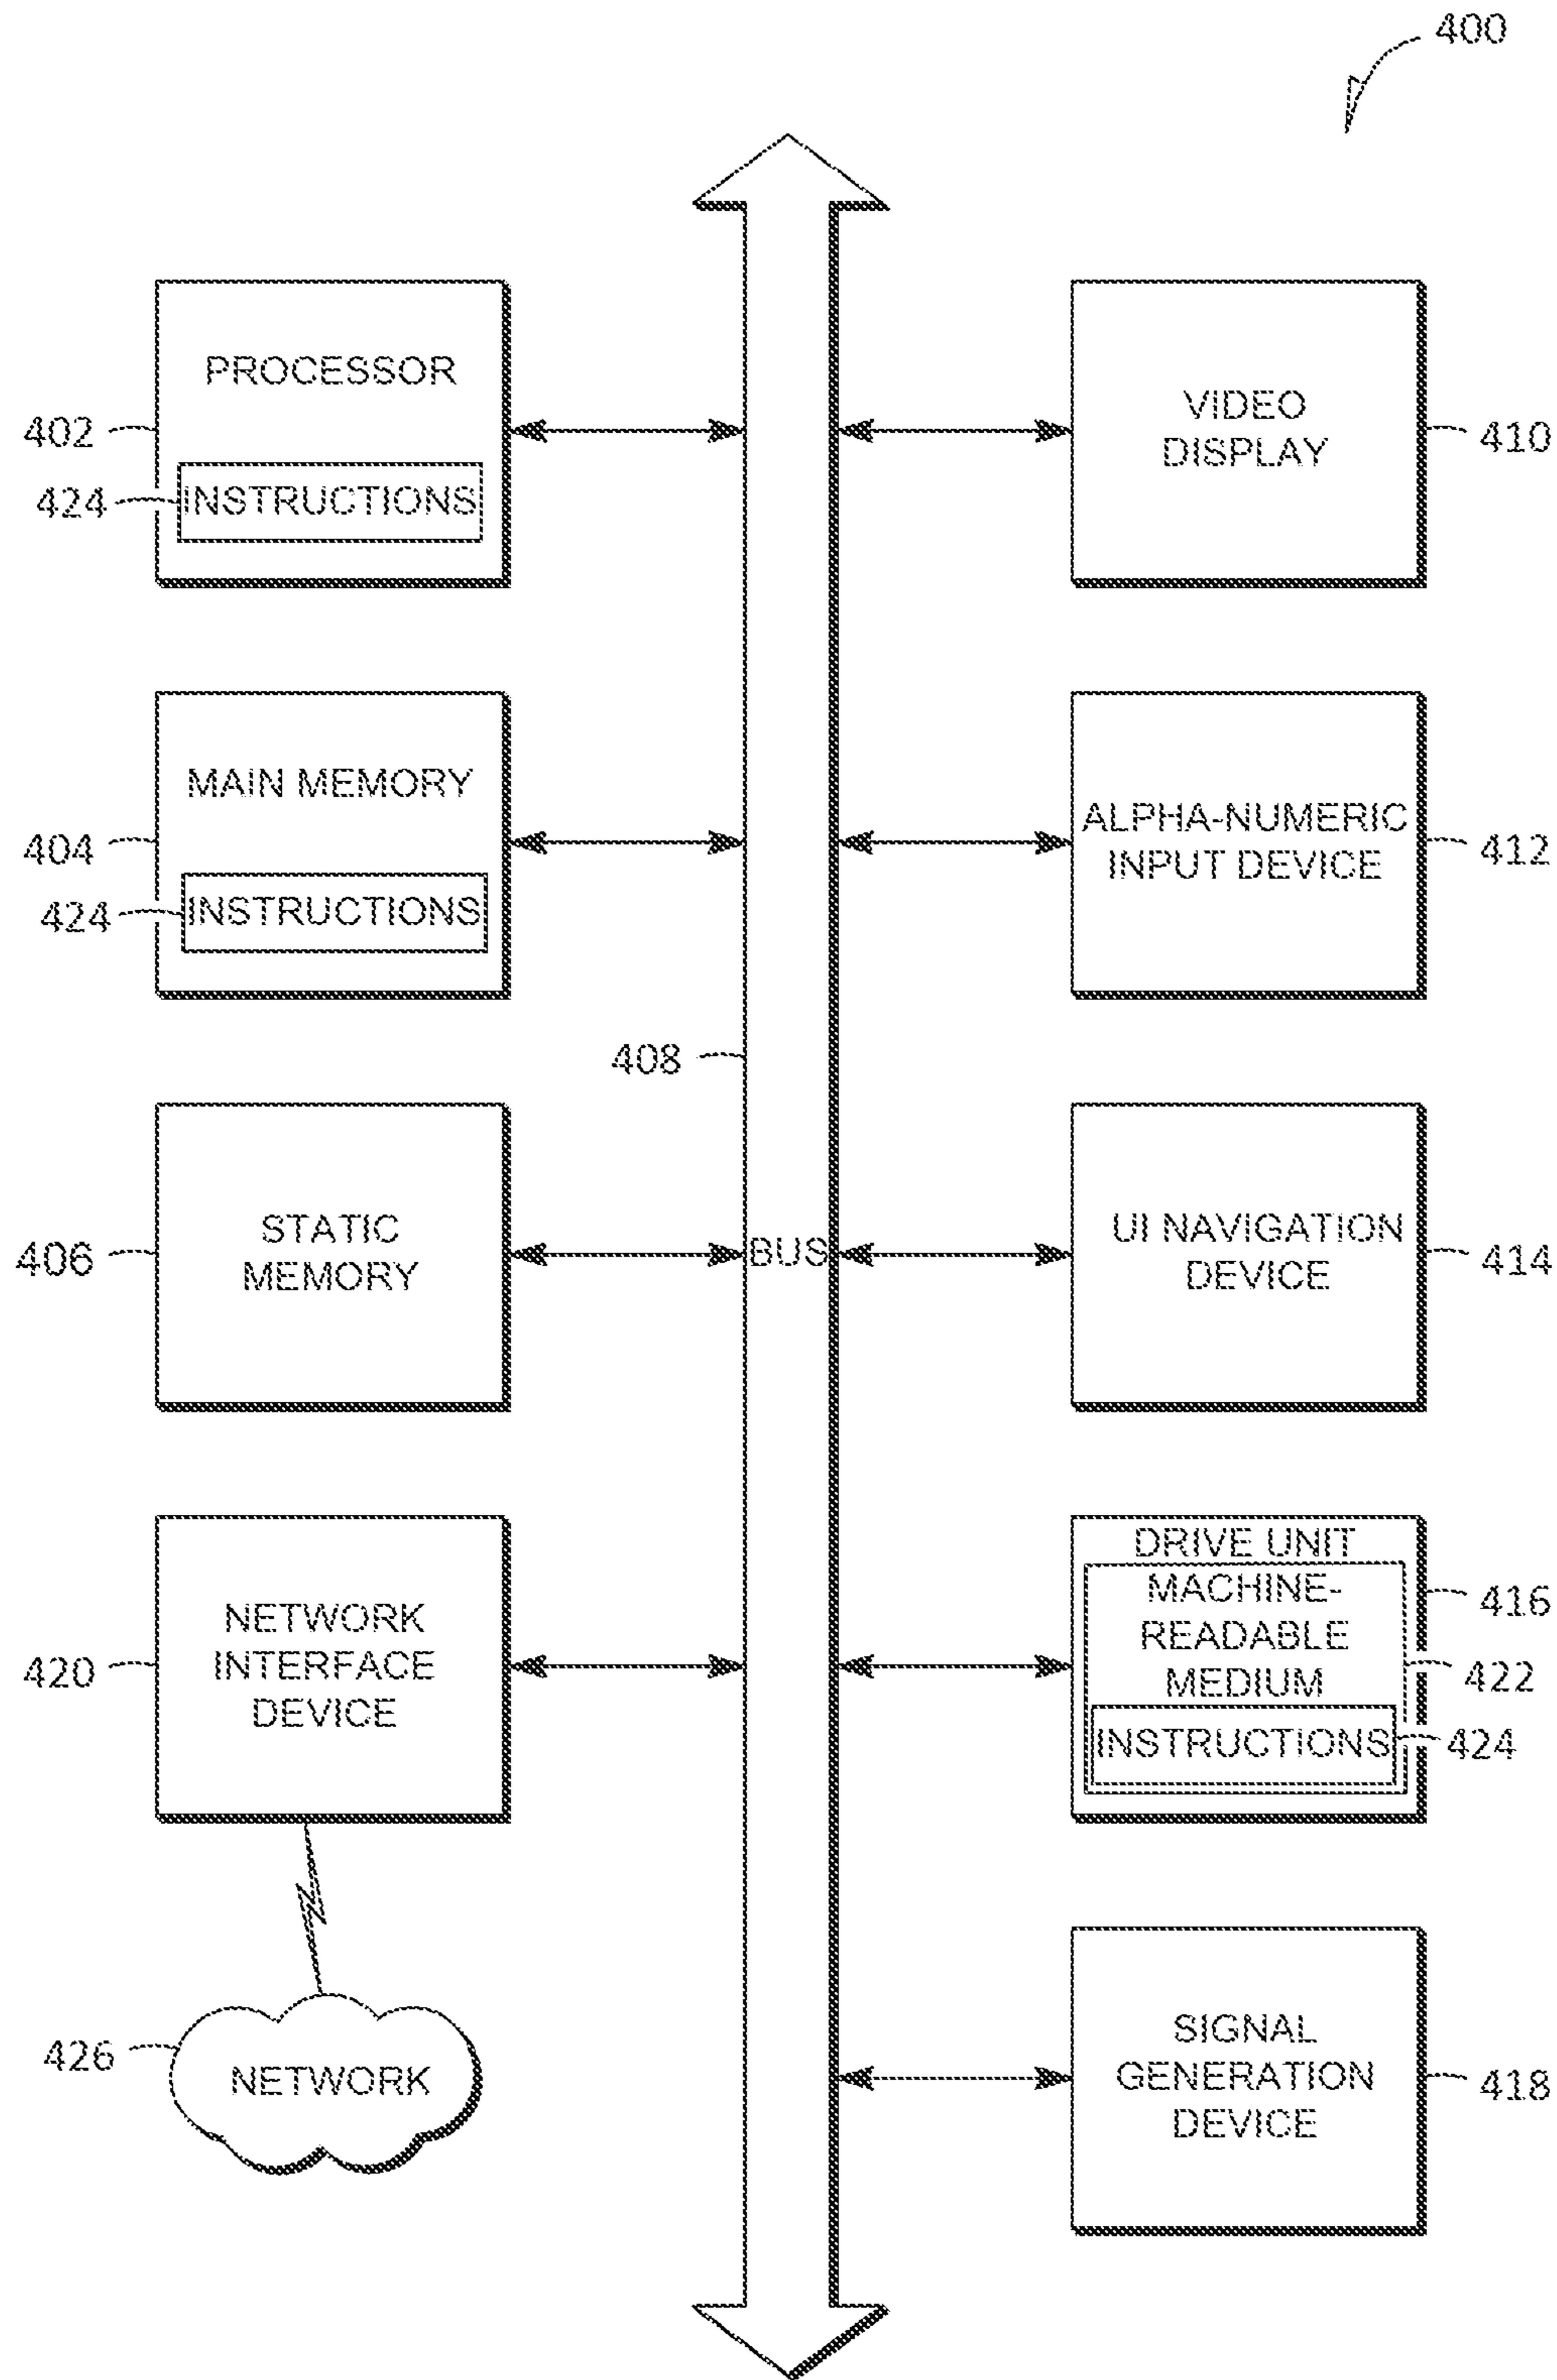 400
PROCESSOR
402
424
INSTRUCTIONS
VIDEO
DISPLAY
410
MAIN MEMORY
404
424
INSTRUCTIONS
ALPHA-NUMERIC
INPUT DEVICE
412
408
STATIC
MEMORY
406
BUS
UI NAVIGATION
DEVICE
414
NETWORK
INTERFACE
DEVICE
420
DRIVE UNIT
MACHINE-
READABLE
MEDIUM
INSTRUCTIONS
416
422
424
426
NETWORK
SIGNAL
GENERATION
DEVICE
418